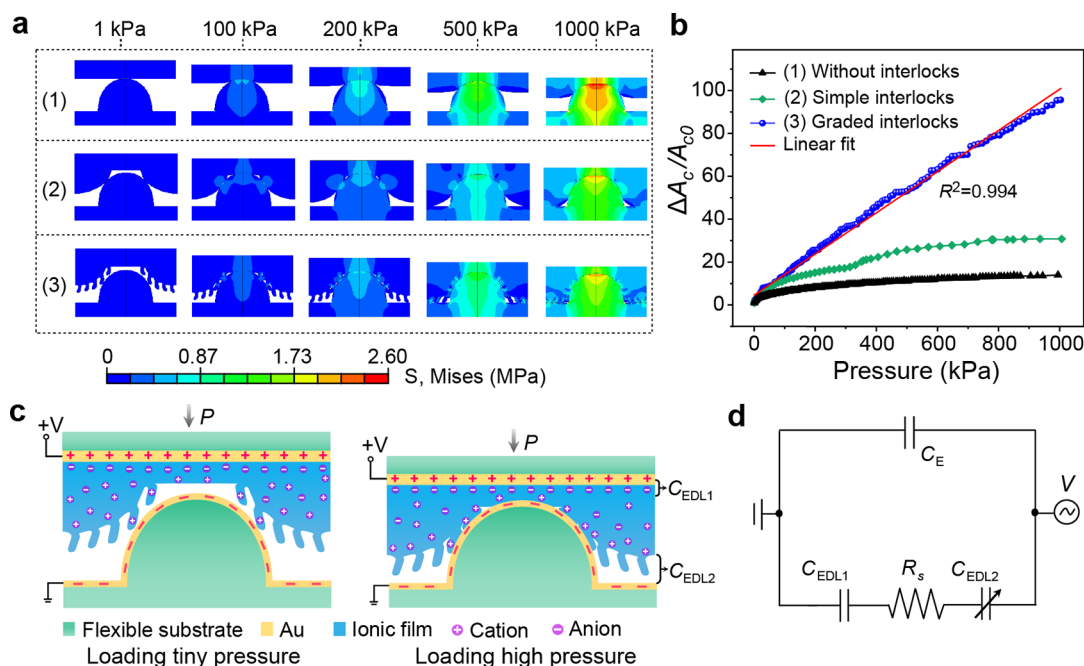 a
1 kPa 100 kPa 200 kPa 500 kPa 1000 kPa
(1)
(2)
(3)
0 0.87 1.73 2.60
S, Mises (MPa)
b
(1) Without interlocks
(2) Simple interlocks
(3) Graded interlocks
Linear fit
R²=0.994
ΔAc/Ac0
100
80
60
40
20
0
0 200 400 600 800 1000
Pressure (kPa)
c
+V P
+V P
CEDL1
CEDL2
Flexible substrate Au Ionic film Cation Anion
Loading tiny pressure Loading high pressure
d
CE
V
CEDL1 Rs CEDL2